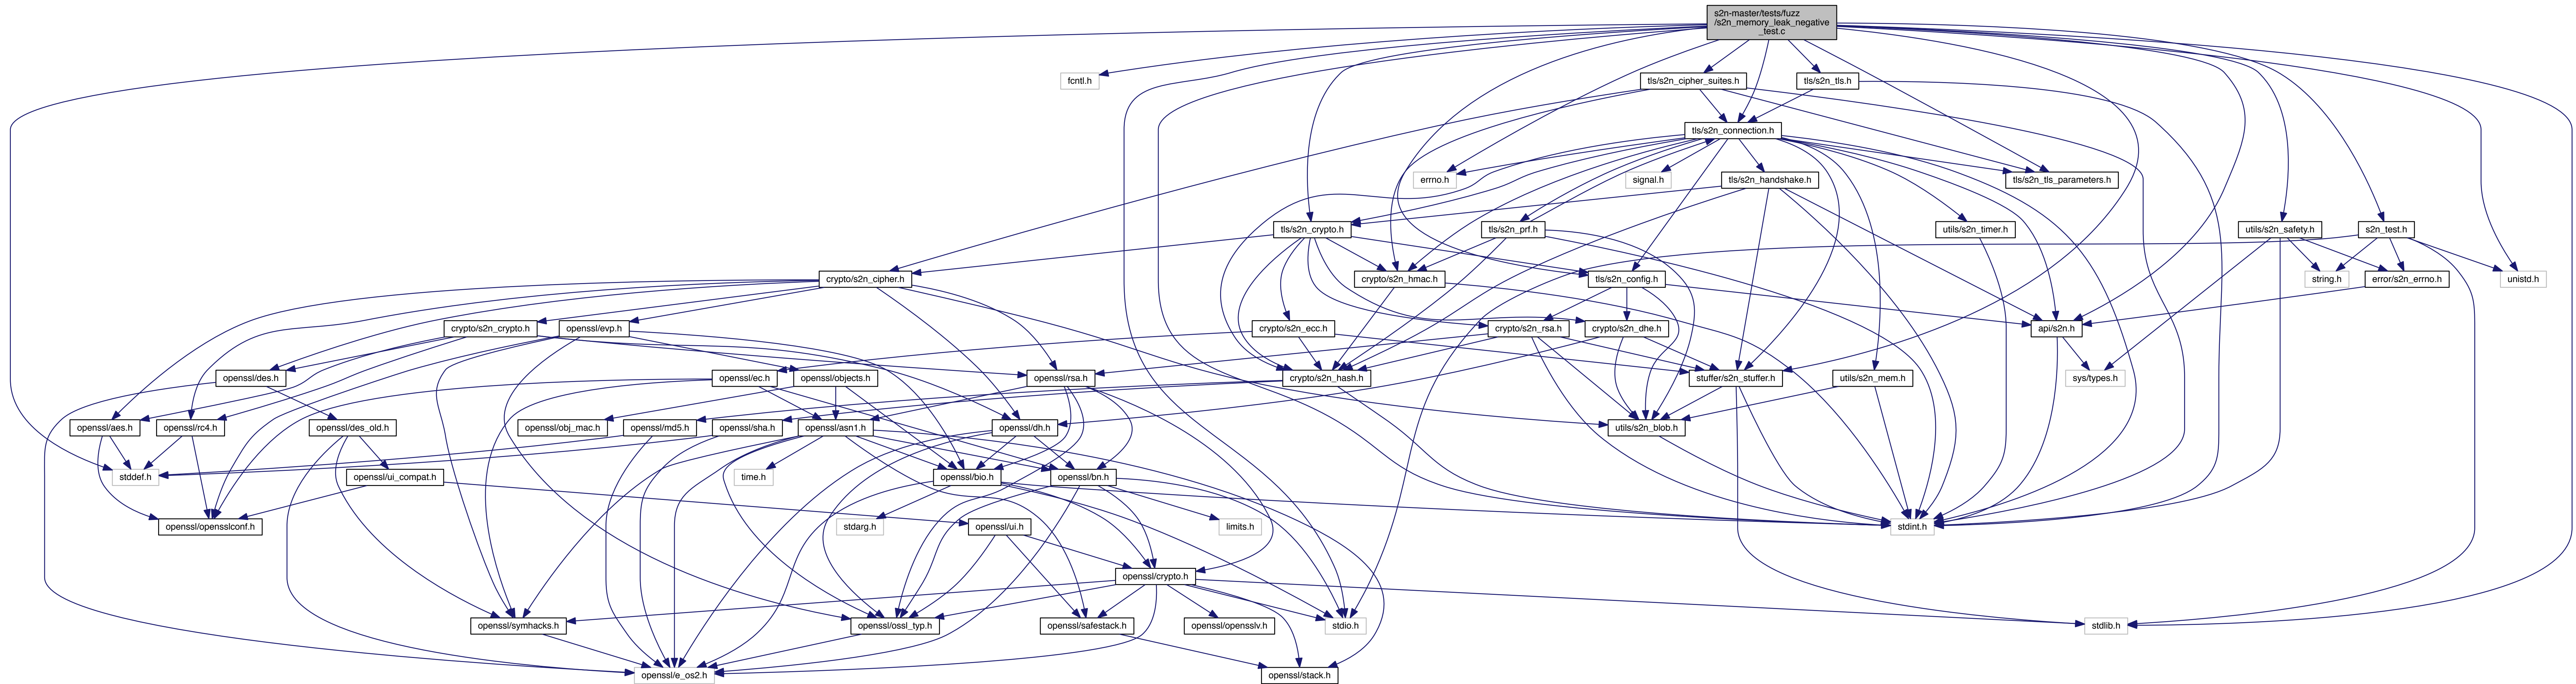 s2n-master/tests/fuzz
/s2n_memory_leak_negative
_test.c
fcntl.h
tls/s2n_cipher_suites.h
tls/s2n_tls.h
tls/s2n_connection.h
errno.h
signal.h
tls/s2n_handshake.h
tls/s2n_tls_parameters.h
tls/s2n_crypto.h
tls/s2n_prf.h
utils/s2n_timer.h
utils/s2n_safety.h
s2n_test.h
crypto/s2n_cipher.h
crypto/s2n_hmac.h
tls/s2n_config.h
string.h
error/s2n_errno.h
unistd.h
crypto/s2n_crypto.h
openssl/evp.h
crypto/s2n_ecc.h
crypto/s2n_rsa.h
crypto/s2n_dhe.h
api/s2n.h
openssl/des.h
openssl/ec.h
openssl/objects.h
openssl/rsa.h
crypto/s2n_hash.h
stuffer/s2n_stuffer.h
utils/s2n_mem.h
sys/types.h
openssl/aes.h
openssl/rc4.h
openssl/des_old.h
openssl/obj_mac.h
openssl/md5.h
openssl/sha.h
openssl/asn1.h
openssl/dh.h
utils/s2n_blob.h
stddef.h
openssl/ui_compat.h
time.h
openssl/bio.h
openssl/bn.h
openssl/opensslconf.h
stdarg.h
openssl/ui.h
limits.h
stdint.h
openssl/crypto.h
openssl/symhacks.h
openssl/ossl_typ.h
openssl/safestack.h
openssl/opensslv.h
stdio.h
stdlib.h
openssl/e_os2.h
openssl/stack.h